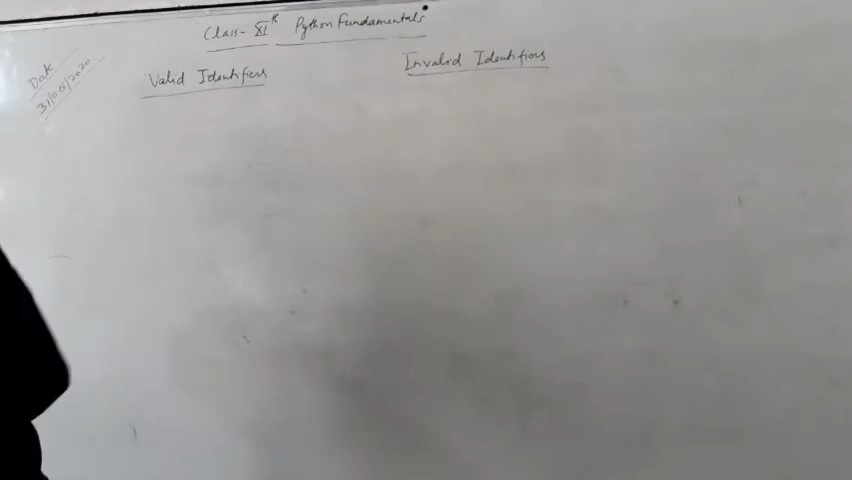 Class- XIth Python Fundamentals
Date
31/08/2020
Valid Identifiers
Invalid Identifiers